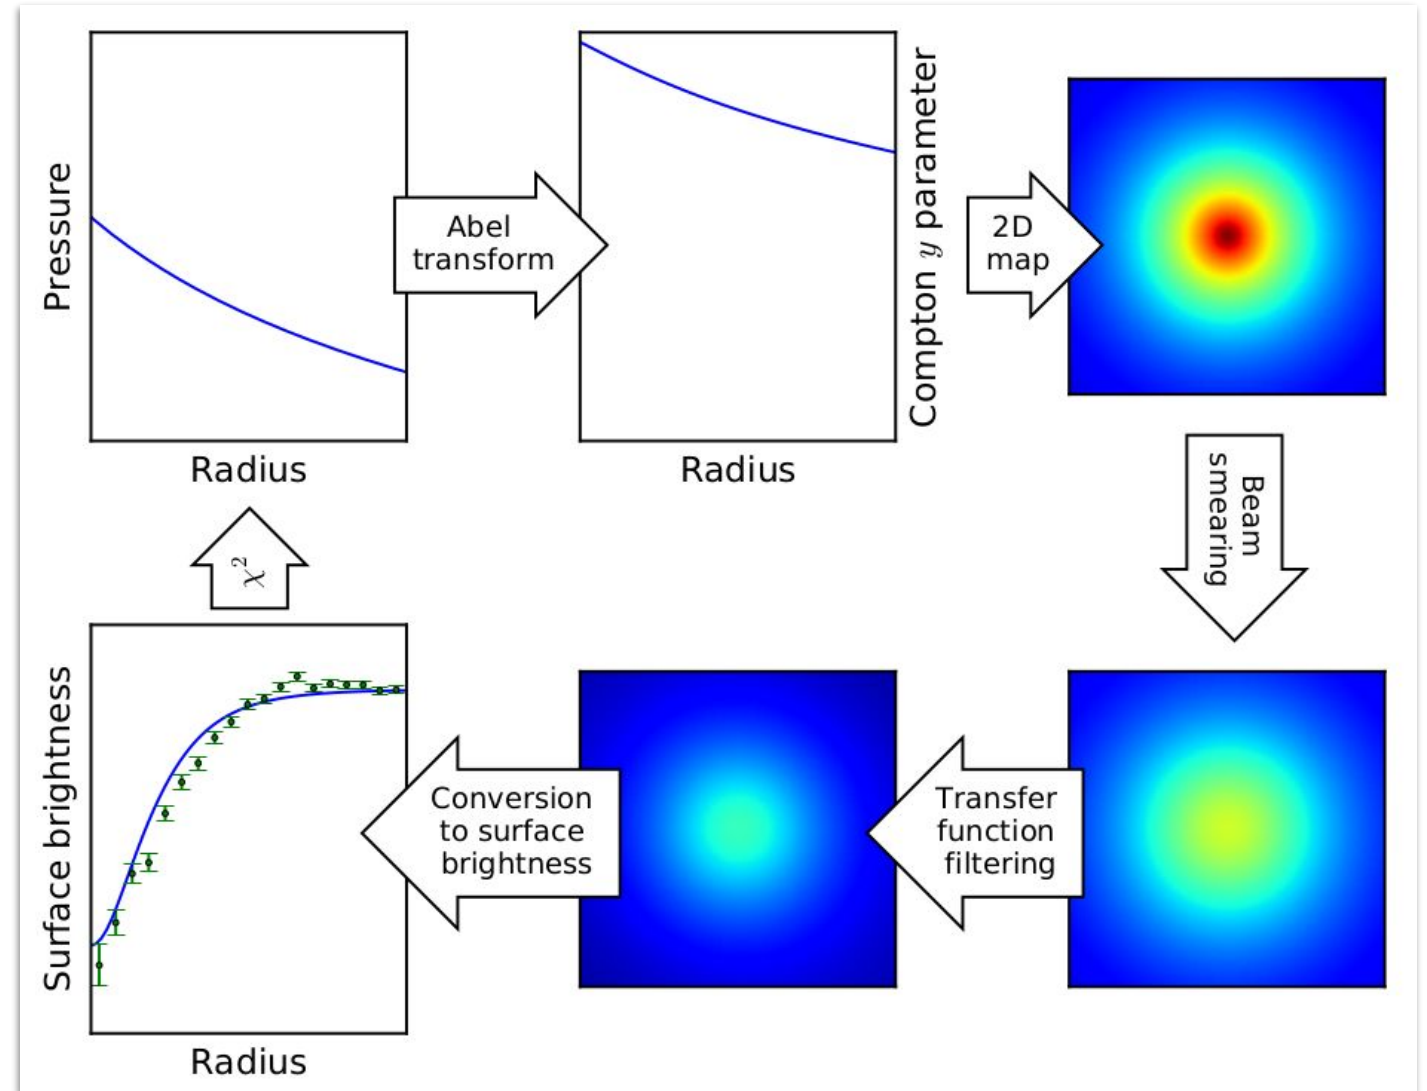 Pressure
Radius
Abel
transform
Compton y parameter
Radius
2D
map
Beam
smearing
Transfer
function
filtering
Conversion
to surface
brightness
Surface brightness
Radius
χ²